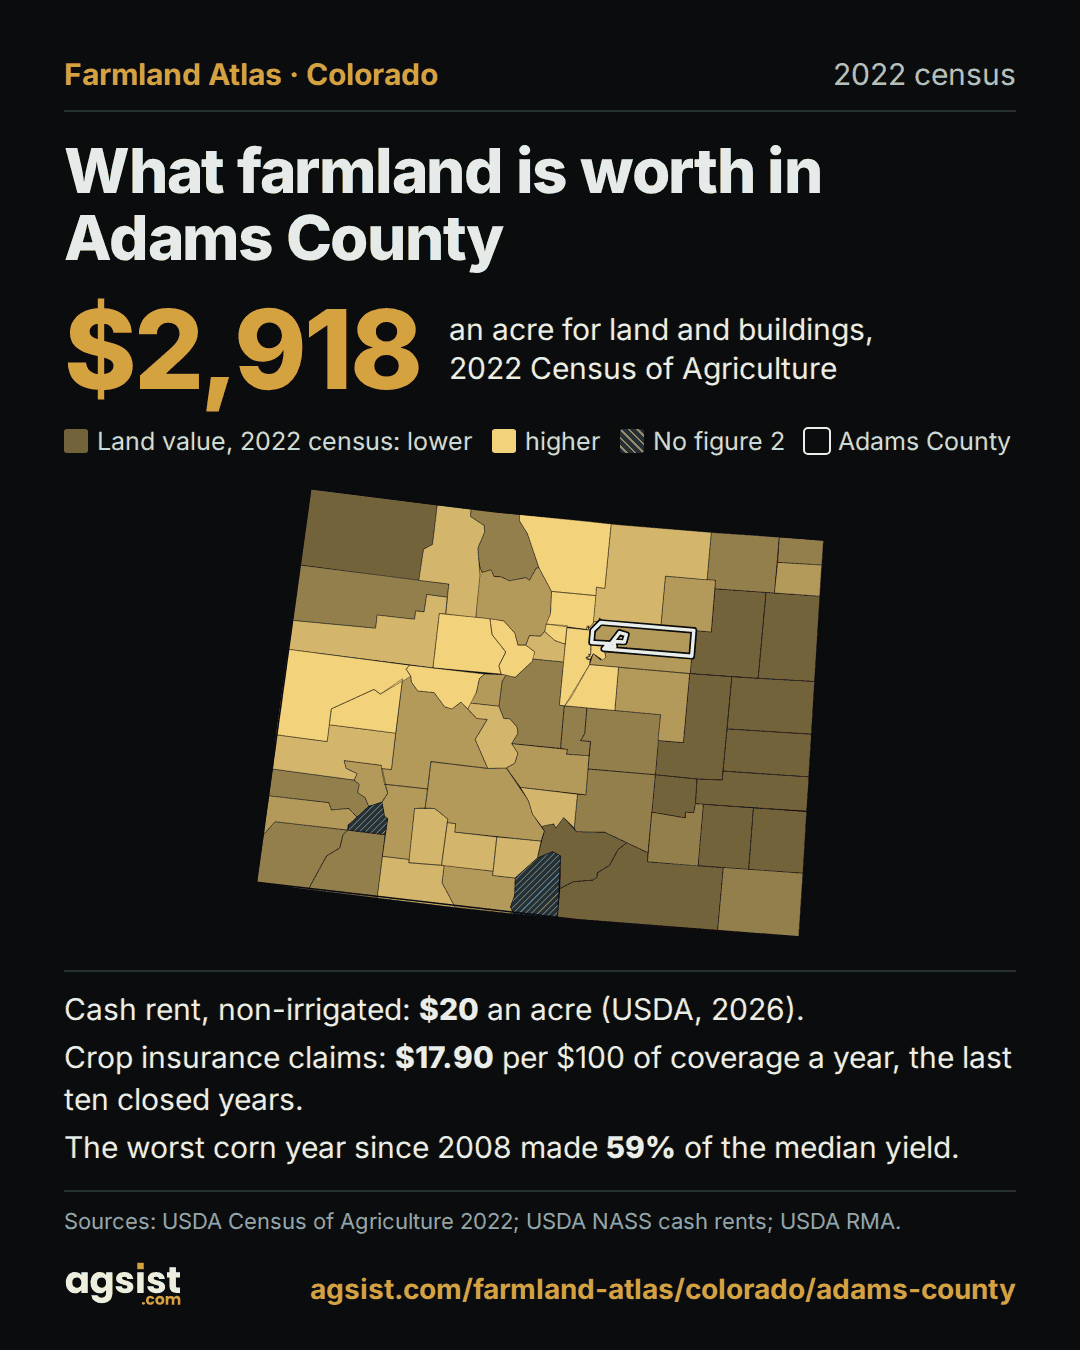 Farmland Atlas · Colorado
2022 census
What farmland is worth in
Adams County
$2,918
an acre for land and buildings,
2022 Census of Agriculture
Land value, 2022 census: lower higher No figure 2 Adams County
Cash rent, non-irrigated: $20 an acre (USDA, 2026).
Crop insurance claims: $17.90 per $100 of coverage a year, the last
ten closed years.
The worst corn year since 2008 made 59% of the median yield.
Sources: USDA Census of Agriculture 2022; USDA NASS cash rents; USDA RMA.
agsist
.com
agsist.com/farmland-atlas/colorado/adams-county